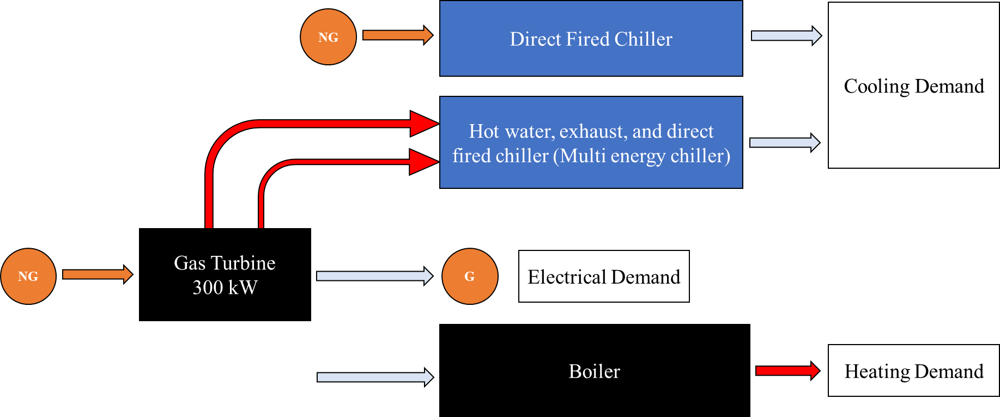 NG
Direct Fired Chiller
Cooling Demand
Hot water, exhaust, and direct
fired chiller (Multi energy chiller)
NG
Gas Turbine
300 kW
G
Electrical Demand
Boiler
Heating Demand